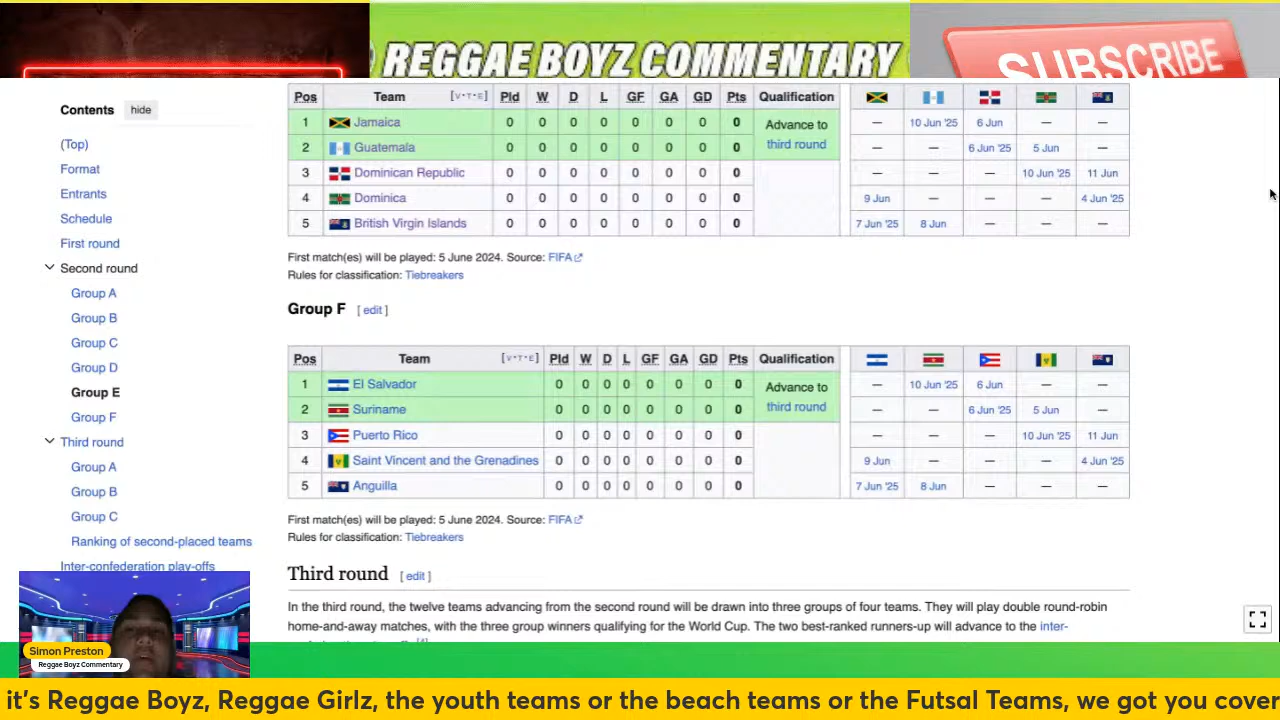 REGGAE BOYZ COMMENTARY
SUBSCRIBE
Contents hide
(Top)
Format
Entrants
Schedule
First round
Second round
Group A
Group B
Group C
Group D
Group E
Group F
Third round
Group A
Group B
Group C
Ranking of second-placed teams
Inter-confederation play-offs
Pos Team [V·T·E] Pld W D L GF GA GD Pts Qualification
1 Jamaica 0 0 0 0 0 0 0 0 Advance to third round — 10 Jun '25 6 Jun — —
2 Guatemala 0 0 0 0 0 0 0 0 — — 6 Jun '25 5 Jun —
3 Dominican Republic 0 0 0 0 0 0 0 0 — — — 10 Jun '25 11 Jun
4 Dominica 0 0 0 0 0 0 0 0 9 Jun — — — 4 Jun '25
5 British Virgin Islands 0 0 0 0 0 0 0 0 7 Jun '25 8 Jun — — —
First match(es) will be played: 5 June 2024. Source: FIFA
Rules for classification: Tiebreakers
Group F [ edit ]
Pos Team [V·T·E] Pld W D L GF GA GD Pts Qualification
1 El Salvador 0 0 0 0 0 0 0 0 Advance to third round — 10 Jun '25 6 Jun — —
2 Suriname 0 0 0 0 0 0 0 0 — — 6 Jun '25 5 Jun —
3 Puerto Rico 0 0 0 0 0 0 0 0 — — — 10 Jun '25 11 Jun
4 Saint Vincent and the Grenadines 0 0 0 0 0 0 0 0 9 Jun — — — 4 Jun '25
5 Anguilla 0 0 0 0 0 0 0 0 7 Jun '25 8 Jun — — —
First match(es) will be played: 5 June 2024. Source: FIFA
Rules for classification: Tiebreakers
Third round [ edit ]
In the third round, the twelve teams advancing from the second round will be drawn into three groups of four teams. They will play double round-robin
home-and-away matches, with the three group winners qualifying for the World Cup. The two best-ranked runners-up will advance to the inter-
Simon Preston
Reggae Boyz Commentary
it's Reggae Boyz, Reggae Girlz, the youth teams or the beach teams or the Futsal Teams, we got you cover